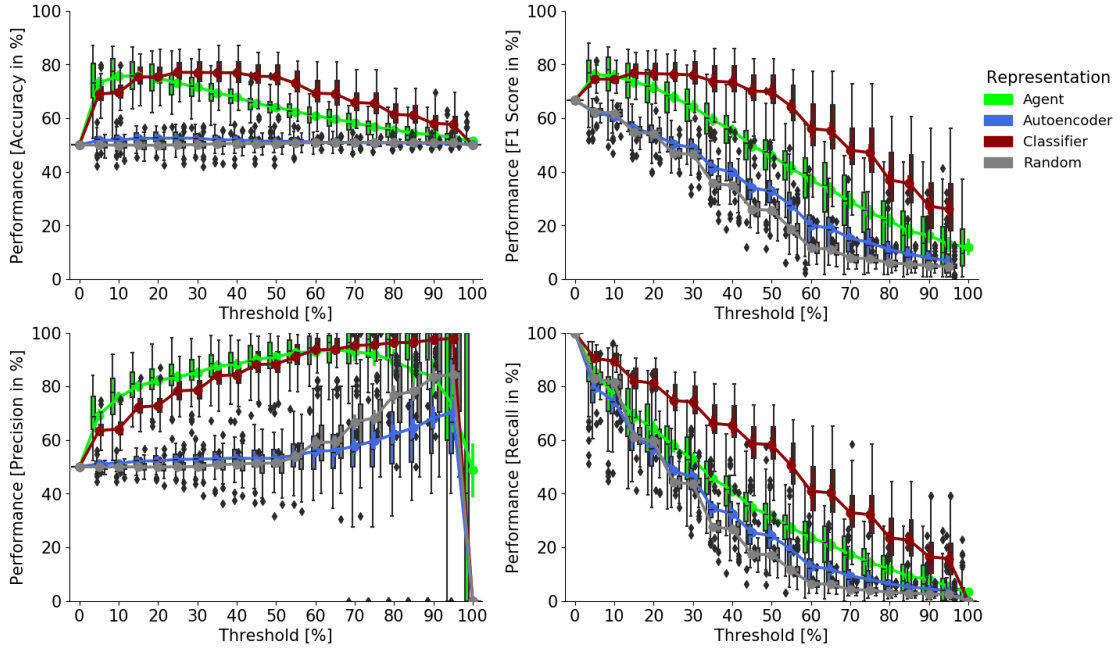 100
80
60
40
20
0
Performance [Accuracy in %]
0 10 20 30 40 50 60 70 80 90 100
Threshold [%]
100
80
60
40
20
0
Performance [F1 Score in %]
0 10 20 30 40 50 60 70 80 90 100
Threshold [%]
Representation
Agent
Autoencoder
Classifier
Random
100
80
60
40
20
0
Performance [Precision in %]
0 10 20 30 40 50 60 70 80 90 100
Threshold [%]
100
80
60
40
20
0
Performance [Recall in %]
0 10 20 30 40 50 60 70 80 90 100
Threshold [%]